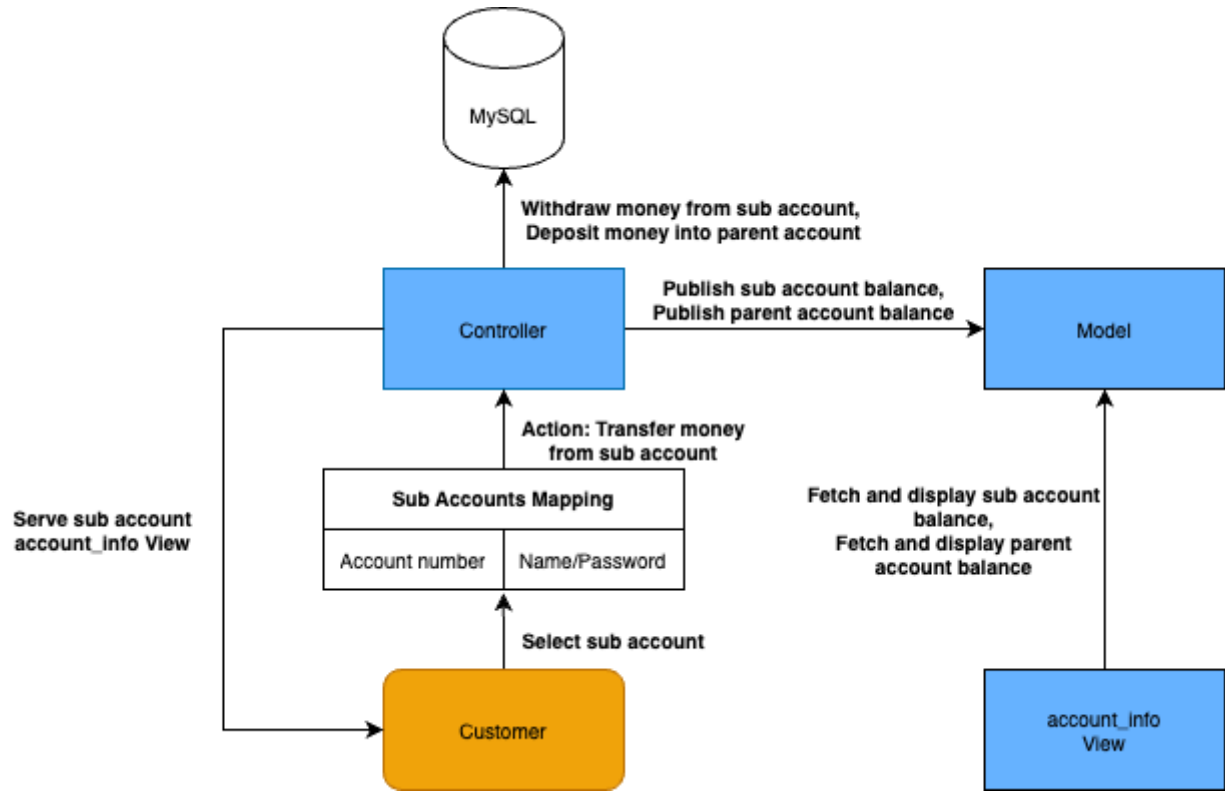 MySQL
Withdraw money from sub account,
Deposit money into parent account
Controller
Publish sub account balance,
Publish parent account balance
Model
Action: Transfer money
from sub account
Sub Accounts Mapping
Account number
Name/Password
Serve sub account
account_info View
Fetch and display sub account
balance,
Fetch and display parent
account balance
Select sub account
Customer
account_info
View